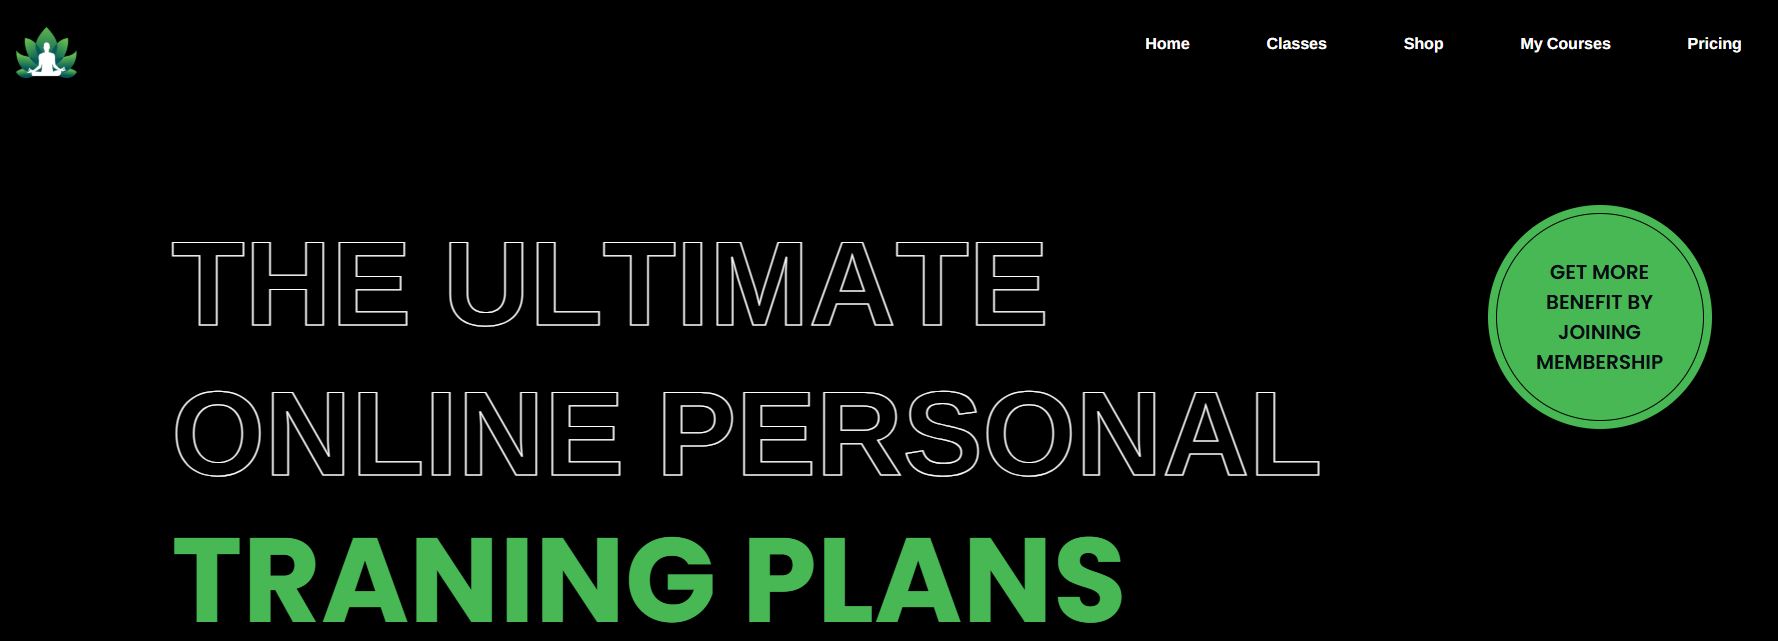 Home Classes Shop My Courses Pricing
THE ULTIMATE
ONLINE PERSONAL
TRANING PLANS
GET MORE
BENEFIT BY
JOINING
MEMBERSHIP